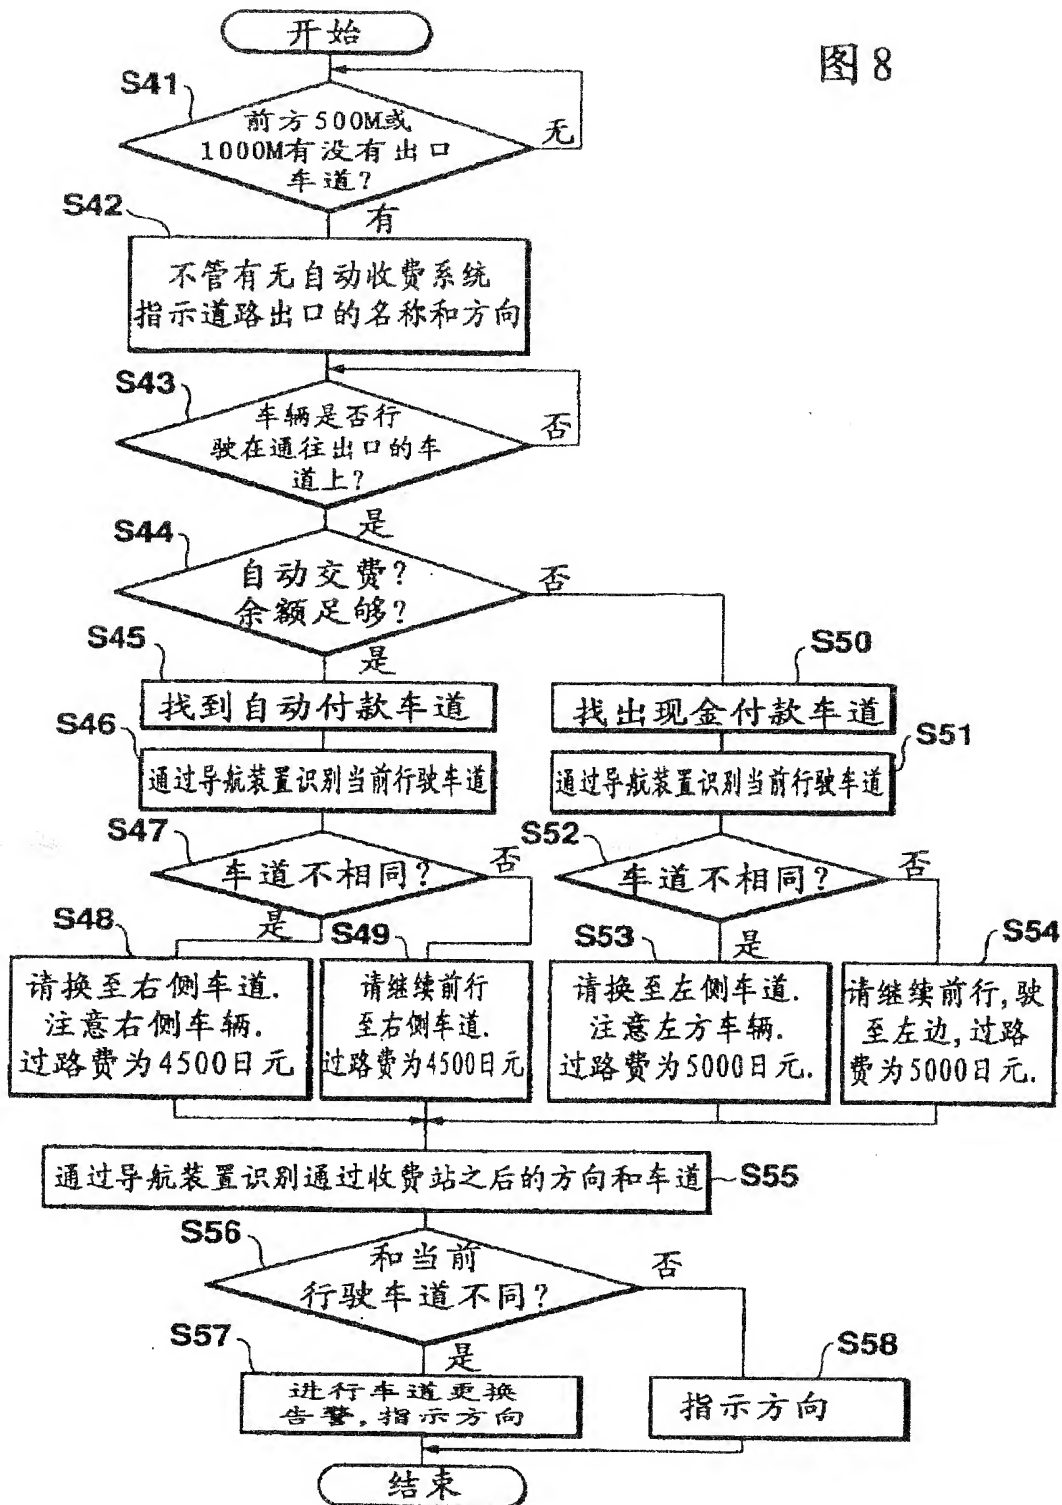 开始
图8
S41
前方500M或
1000M有没有出口
车道?
无
S42
有
不管有无自动收费系统
指示道路出口的名称和方向
S43
车辆是否行
驶在通往出口的车
道上?
否
S44
是
自动交费?
余额足够?
否
S45
是
S50
找到自动付款车道
找出现金付款车道
S46
S51
通过导航装置识别当前行驶车道
通过导航装置识别当前行驶车道
S47
车道不相同?
否
S52
车道不相同?
否
S48
是
S49
S53
是
S54
请换至右侧车道.
注意右侧车辆.
过路费为4500日元
请继续前行
至右侧车道.
过路费为4500日元
请换至左侧车道.
注意左方车辆.
过路费为5000日元.
请继续前行,驶
至左边,过路
费为5000日元.
通过导航装置识别通过收费站之后的方向和车道
S55
S56
和当前
行驶车道不同?
否
S57
是
S58
进行车道更换
告警,指示方向
指示方向
结束